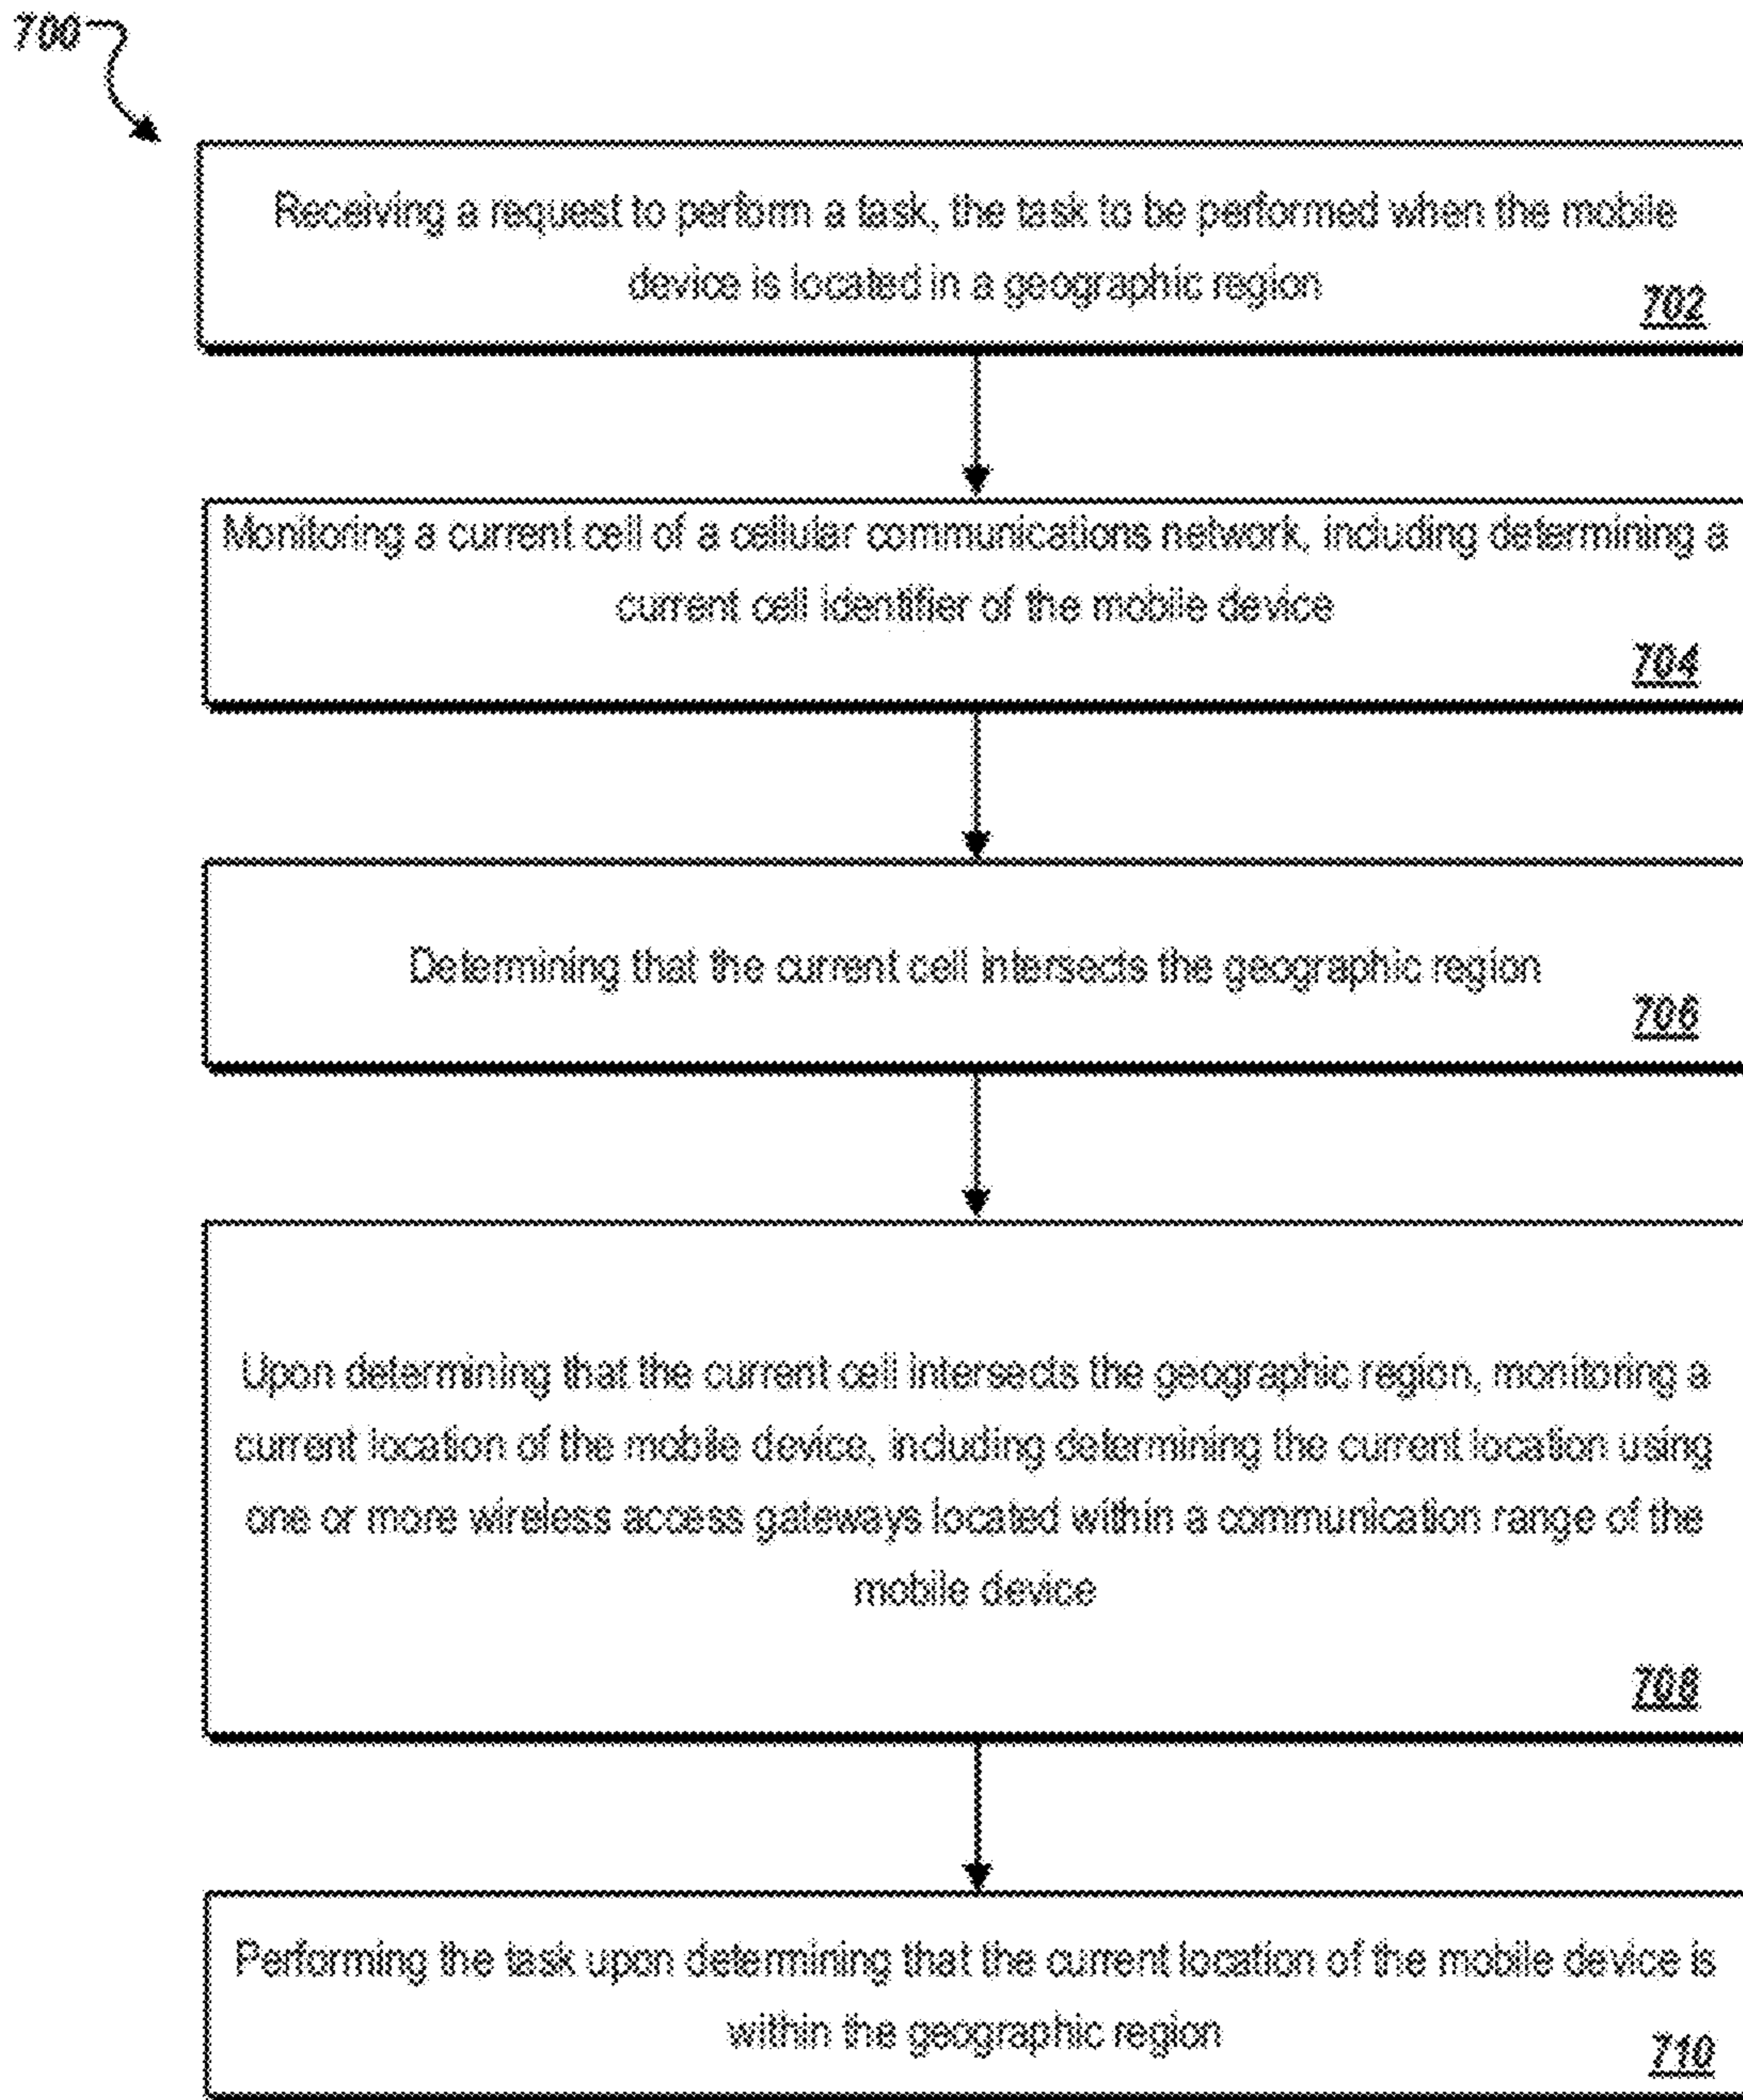 700
Receiving a request to perform a task, the task to be performed when the mobile
device is located in a geographic region
702
Monitoring a current cell of a cellular communications network, including determining a
current cell identifier of the mobile device
704
Determining that the current cell intersects the geographic region
706
Upon determining that the current cell intersects the geographic region, monitoring a
current location of the mobile device, including determining the current location using
one or more wireless access gateways located within a communication range of the
mobile device
708
Performing the task upon determining that the current location of the mobile device is
within the geographic region
710